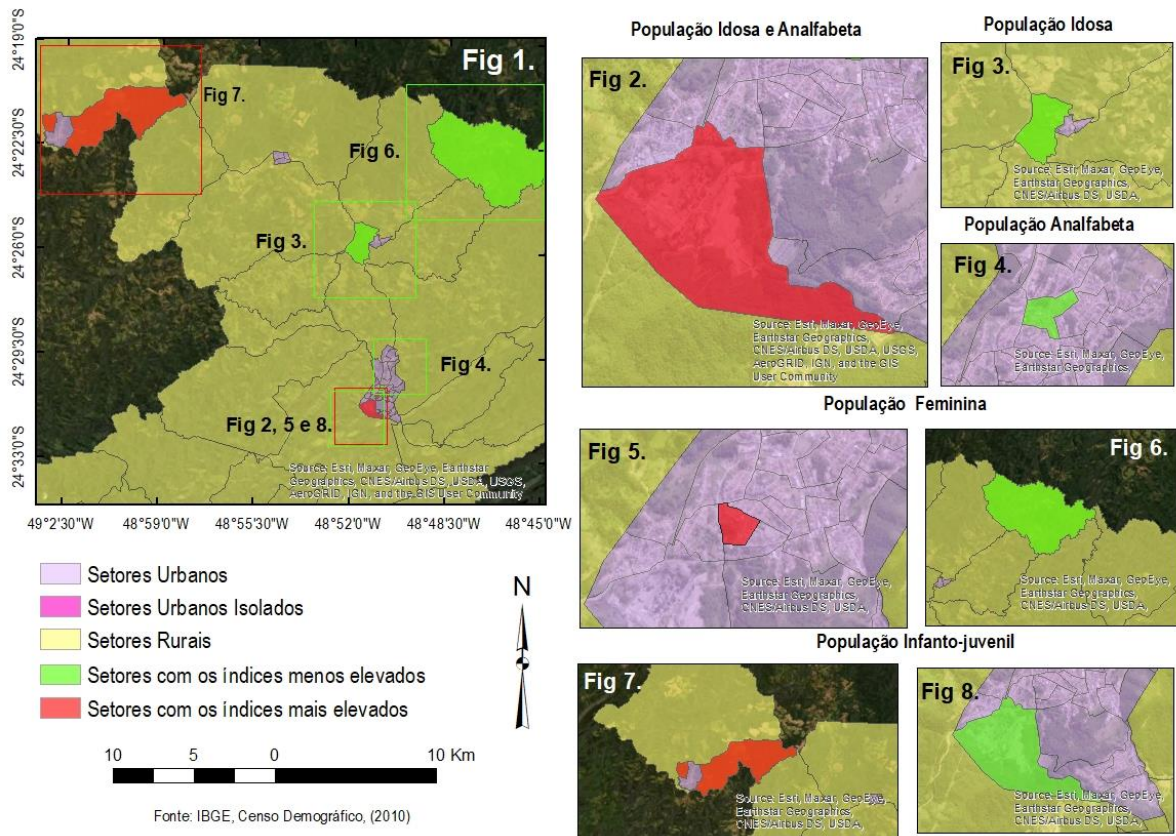 24°19'0"S
24°22'30"S
24°26'0"S
24°29'30"S
24°33'0"S
Fig 1.
Fig 7.
Fig 6.
Fig 3.
Fig 4.
Fig 2, 5 e 8.
Source: Esri, Maxar, GeoEye, Earthstar
Geographics, CNES/Airbus DS, USDA, USGS,
AeroGRID, IGN, and the GIS User Community
49°2'30"W
48°59'0"W
48°55'30"W
48°52'0"W
48°48'30"W
48°45'0"W
Setores Urbanos
Setores Urbanos Isolados
Setores Rurais
Setores com os índices menos elevados
Setores com os índices mais elevados
N
10 5 0 10 Km
Fonte: IBGE, Censo Demográfico, (2010)
População Idosa e Analfabeta
Fig 2.
Source: Esri, Maxar, GeoEye,
Earthstar Geographics,
CNES/Airbus DS, USDA, USGS,
AeroGRID, IGN, and the GIS
User Community
População Idosa
Fig 3.
Source: Esri, Maxar, GeoEye,
Earthstar Geographics,
CNES/Airbus DS, USDA,
População Analfabeta
Fig 4.
Source: Esri, Maxar, GeoEye,
Earthstar Geographics,
População Feminina
Fig 5.
Source: Esri, Maxar, GeoEye,
Earthstar Geographics,
CNES/Airbus DS, USDA,
Fig 6.
Source: Esri, Maxar, GeoEye,
Earthstar Geographics,
CNES/Airbus DS, USDA,
População Infanto-juvenil
Fig 7.
Source: Esri, Maxar, GeoEye,
Earthstar Geographics,
CNES/Airbus DS, USDA,
Fig 8.
Source: Esri, Maxar, GeoEye,
Earthstar Geographics,
CNES/Airbus DS, USDA,